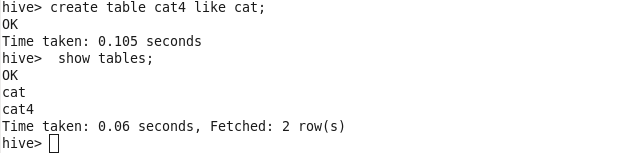 hive> create table cat4 like cat;
OK
Time taken: 0.105 seconds
hive>  show tables;
OK
cat
cat4
Time taken: 0.06 seconds, Fetched: 2 row(s)
hive>